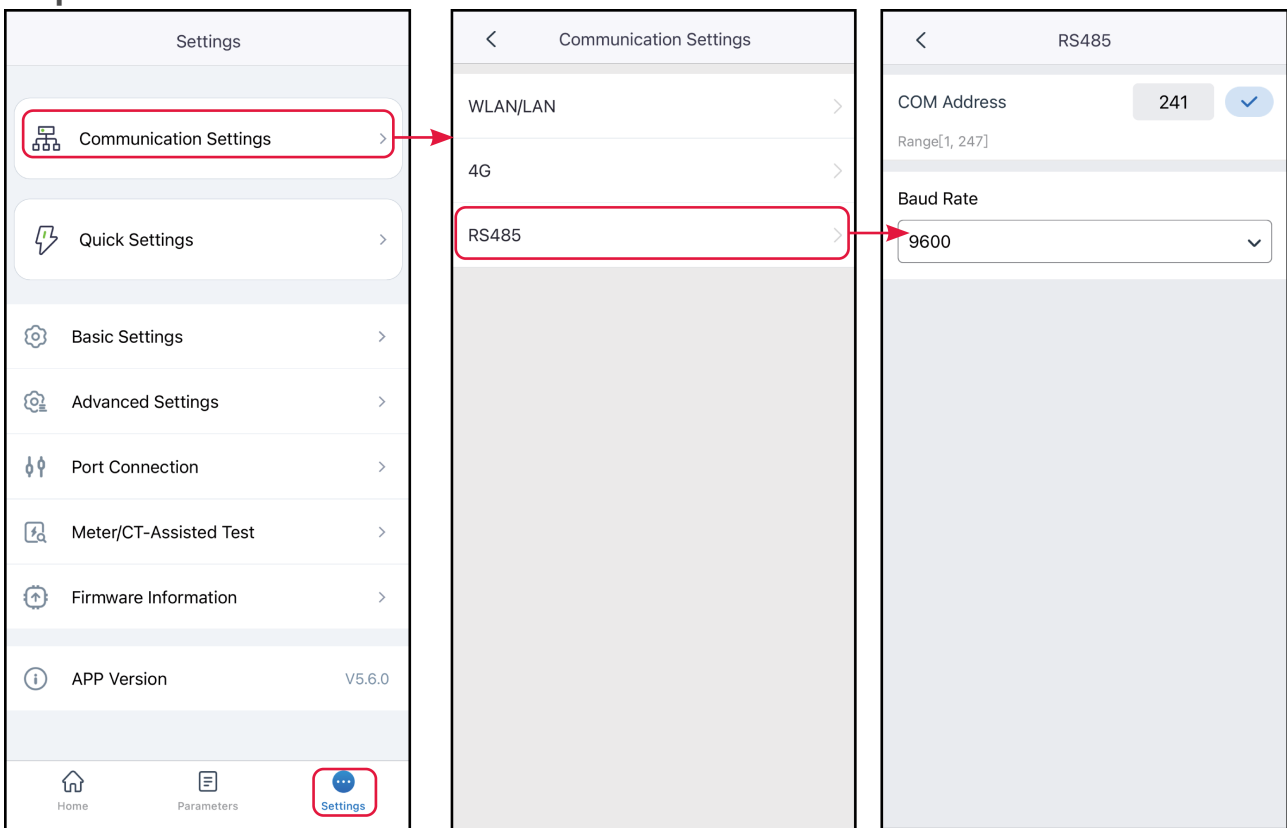 Settings
Communication Settings
Quick Settings
Basic Settings
Advanced Settings
Port Connection
Meter/CT-Assisted Test
Firmware Information
APP Version V5.6.0
Home Parameters Settings
Communication Settings
WLAN/LAN
4G
RS485
RS485
COM Address 241
Range[1, 247]
Baud Rate
9600